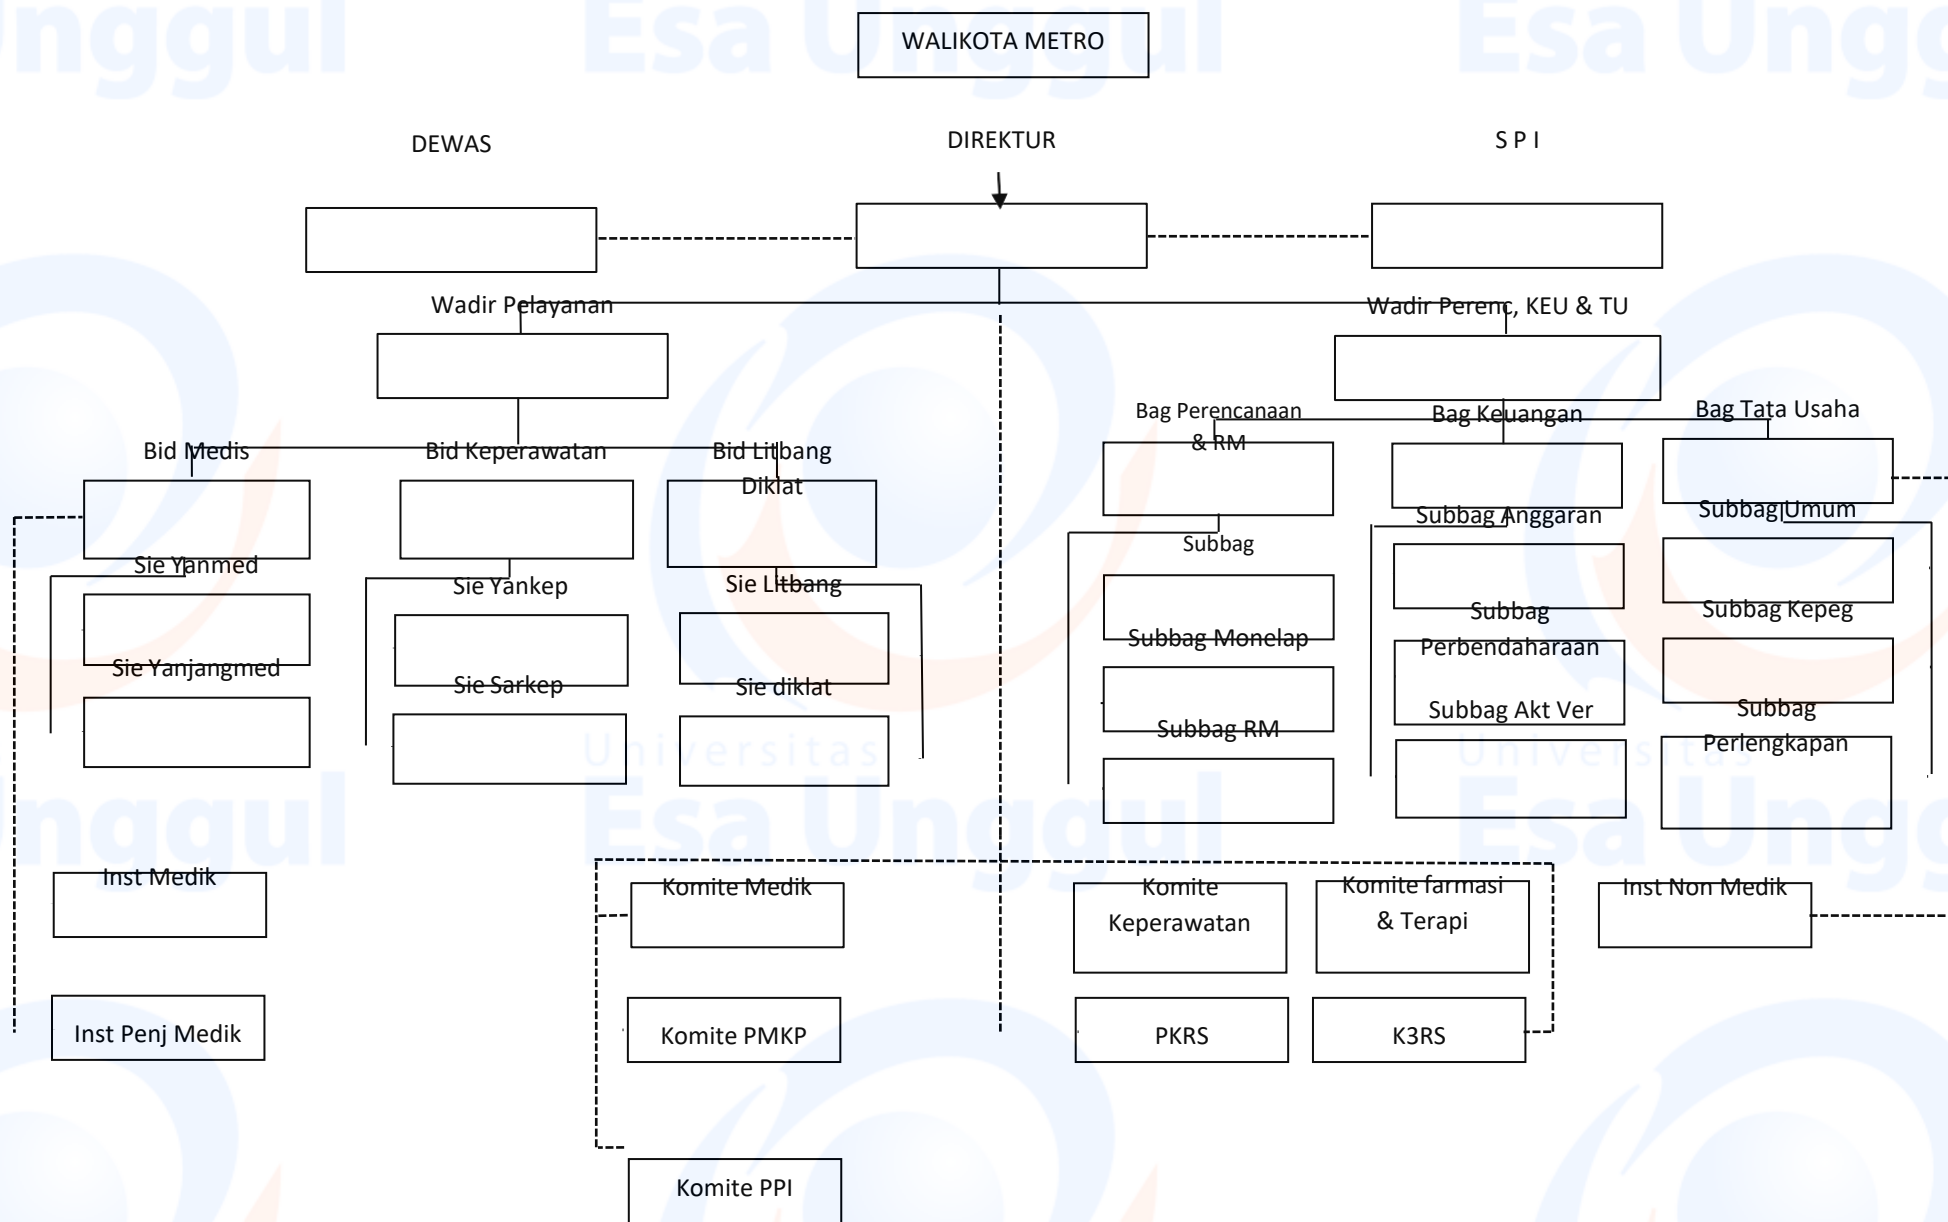 WALIKOTA METRO
DEWAS
DIREKTUR
S P I
Wadir Pelayanan
Wadir Perenc, KEU & TU
Bid Medis
Bid Keperawatan
Bid Litbang
Diklat
Bag Perencanaan
& RM
Bag Keuangan
Bag Tata Usaha
Sie Yanmed
Sie Yanjangmed
Sie Yankep
Sie Sarkep
Sie Litbang
Sie diklat
Subbag
Subbag Monelap
Subbag RM
Subbag Anggaran
Subbag
Perbendaharaan
Subbag Akt Ver
Subbag Umum
Subbag Kepeg
Subbag
Perlengkapan
Inst Medik
Inst Penj Medik
Komite Medik
Komite PMKP
Komite PPI
Komite
Keperawatan
PKRS
Komite farmasi
& Terapi
K3RS
Inst Non Medik
Esa Unggul
Universitas
Esa Unggul
Universitas